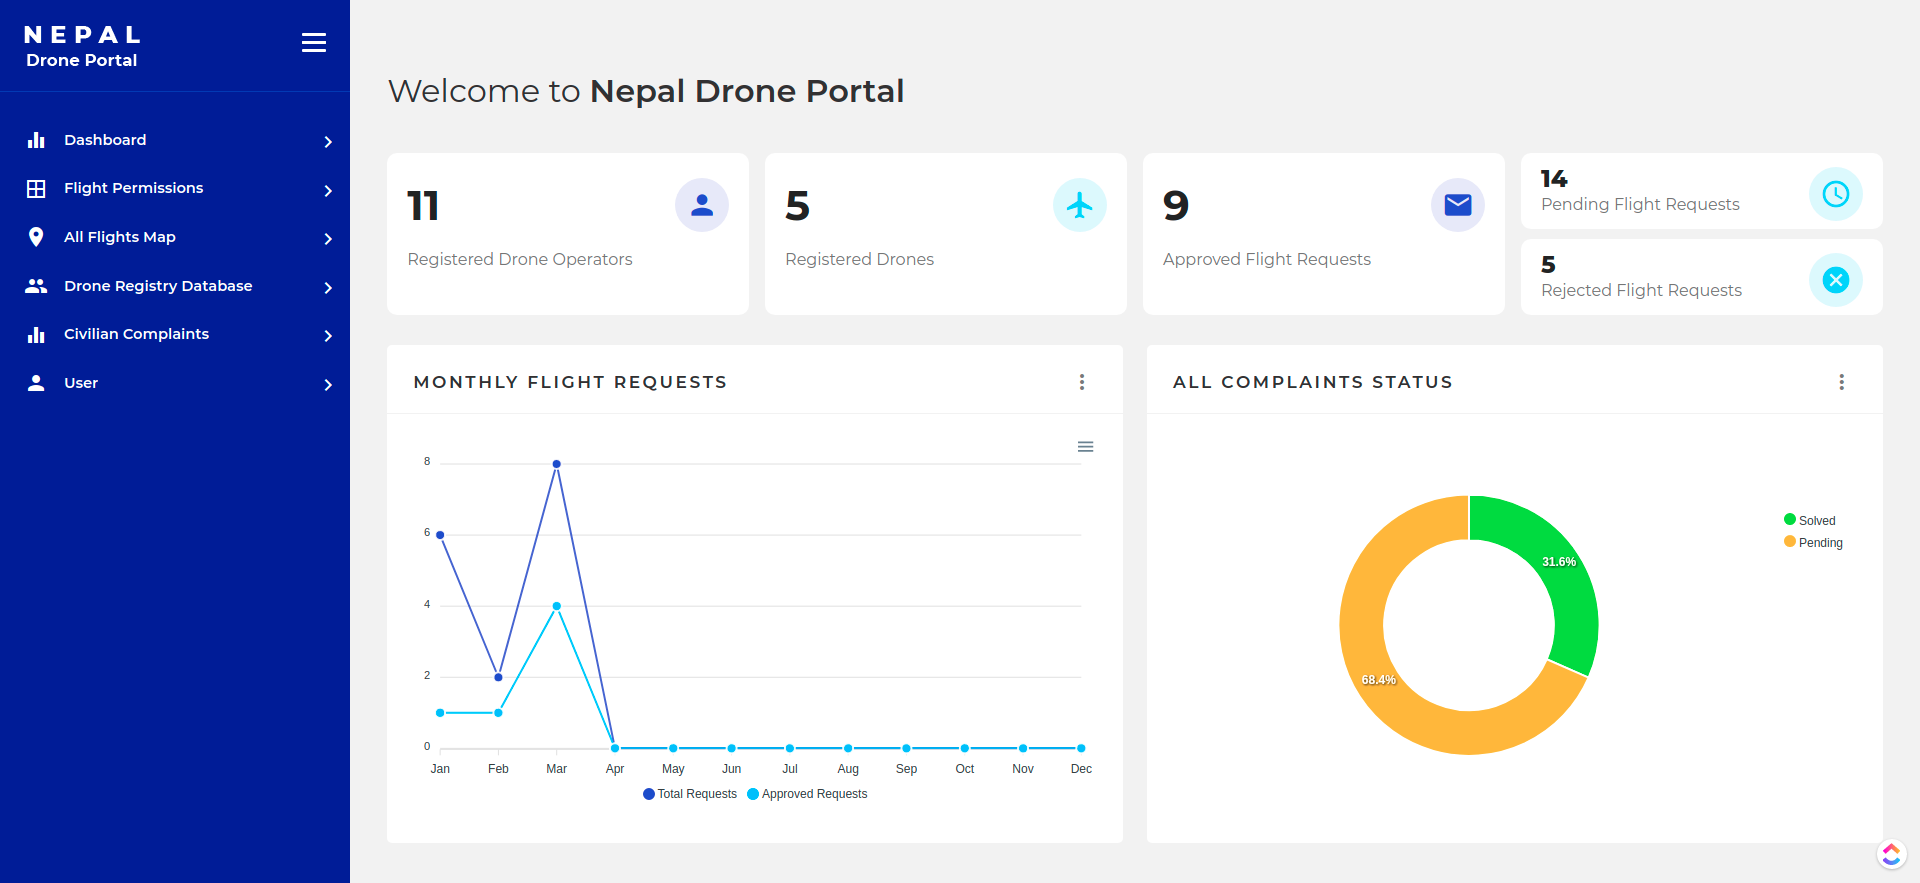 NEPAL
Drone Portal
Dashboard
Flight Permissions
All Flights Map
Drone Registry Database
Civilian Complaints
User
Welcome to Nepal Drone Portal
11
Registered Drone Operators
5
Registered Drones
9
Approved Flight Requests
14
Pending Flight Requests
5
Rejected Flight Requests
MONTHLY FLIGHT REQUESTS
8
6
4
2
0
Jan Feb Mar Apr May Jun Jul Aug Sep Oct Nov Dec
Total Requests Approved Requests
ALL COMPLAINTS STATUS
31.6%
68.4%
Solved
Pending